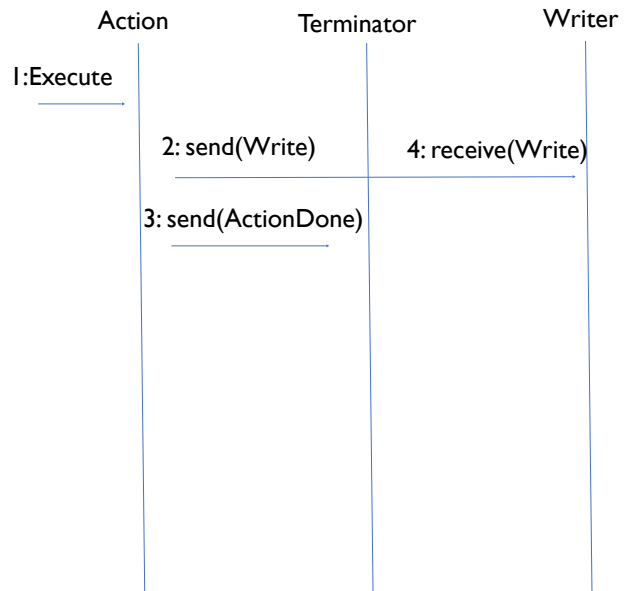 Action
Terminator
Writer
1:Execute
2: send(Write)
4: receive(Write)
3: send(ActionDone)